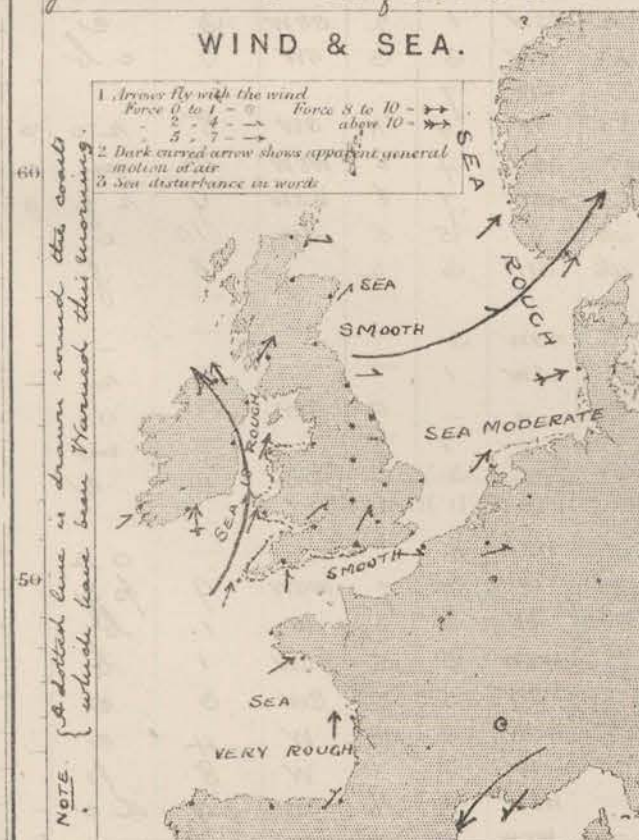 WIND & SEA.
1 Arrows fly with the wind
Force 0 to 1 - ⊙ Force 8 to 10 -
" 2 " 4 - above 10 -
" 5 " 7 -
2 Dark curved arrow shows apparent general
motion of air
3 Sea disturbance in words
60
50
NOTE. { A dotted line is drawn round the coasts
which have been Warned this morning.
SEA
ROUGH
SEA
SMOOTH
SEA MODERATE
SEA
ROUGH
SMOOTH
SEA
VERY ROUGH